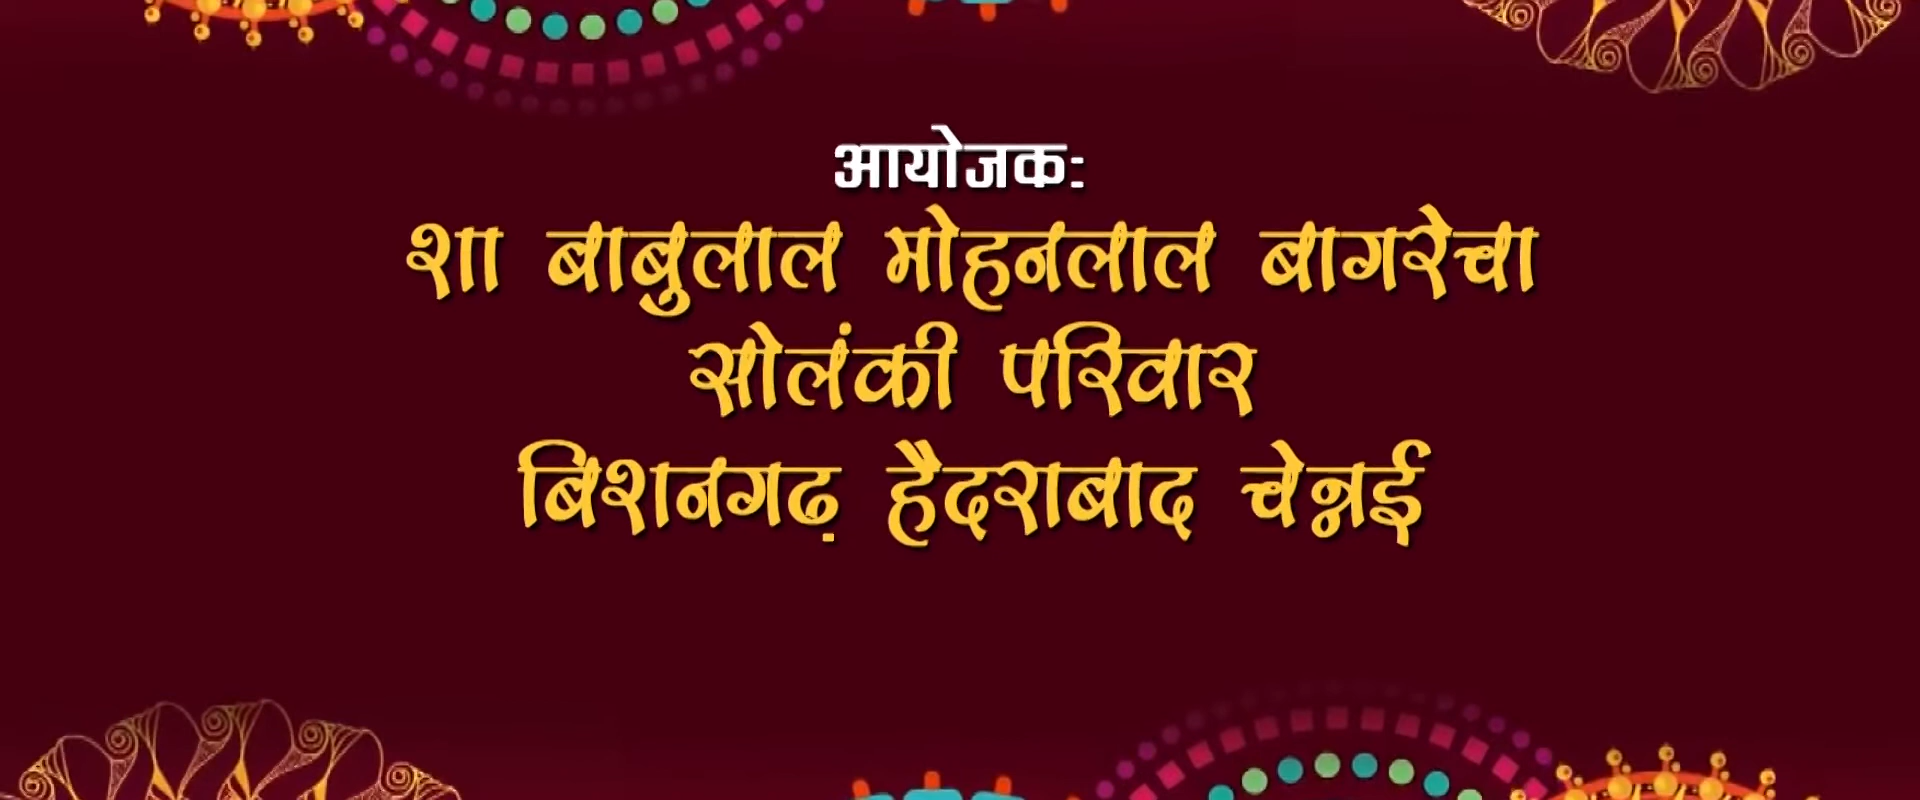 आयोजक:
शा बाबुलाल मोहनलाल बागरेचा
सोलंकी परिवार
बिशनगढ़ हैदराबाद चेन्नई